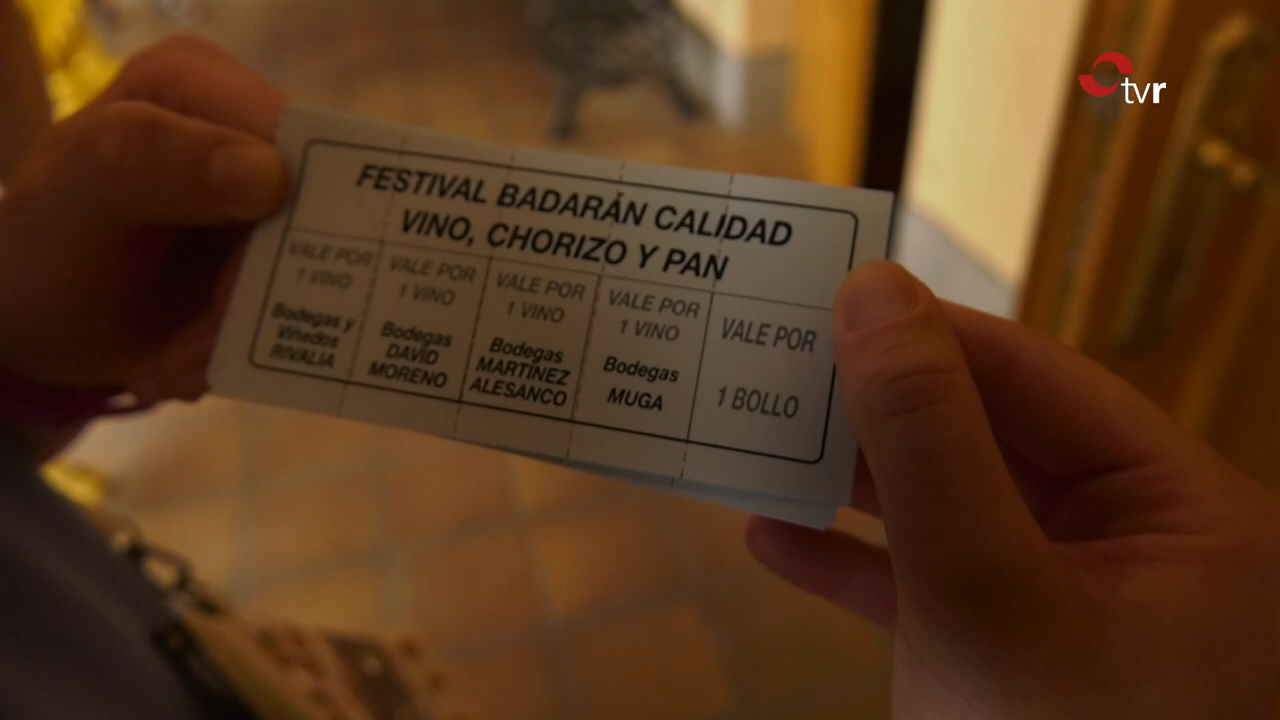 tvr
FESTIVAL BADARÁN CALIDAD
VINO, CHORIZO Y PAN
VALE POR
1 VINO
Bodegas y
Viñedos
RIVALIA
VALE POR
1 VINO
Bodegas
DAVID
MORENO
VALE POR
1 VINO
Bodegas
MARTÍNEZ
ALESANCO
VALE POR
1 VINO
Bodegas
MUGA
VALE POR
1 BOLLO